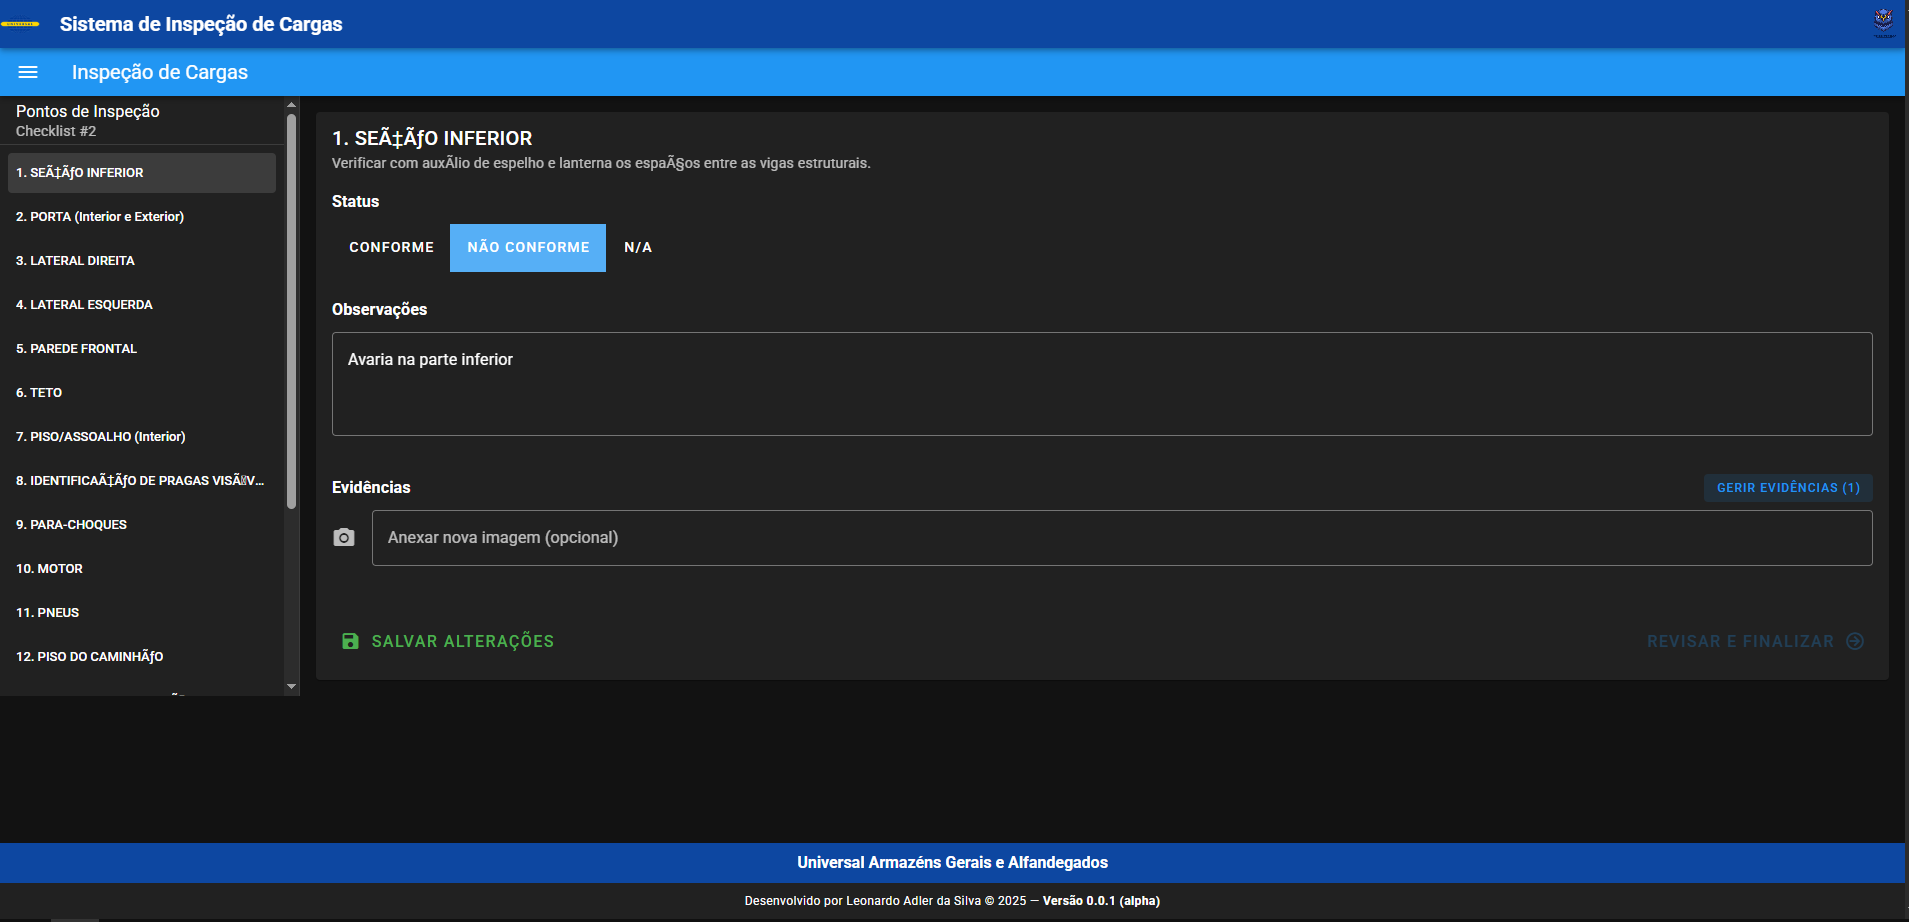 UNIVERSAL
Sistema de Inspeção de Cargas
Inspeção de Cargas
Pontos de Inspeção
Checklist #2
1. SEÃ‡ÃƒO INFERIOR
2. PORTA (Interior e Exterior)
3. LATERAL DIREITA
4. LATERAL ESQUERDA
5. PAREDE FRONTAL
6. TETO
7. PISO/ASSOALHO (Interior)
8. IDENTIFICAÃ‡ÃƒO DE PRAGAS VISÃV...
9. PARA-CHOQUES
10. MOTOR
11. PNEUS
12. PISO DO CAMINHÃƒO
1. SEÃ‡ÃƒO INFERIOR
Verificar com auxÃ­lio de espelho e lanterna os espaÃ§os entre as vigas estruturais.
Status
CONFORME NÃO CONFORME N/A
Observações
Avaria na parte inferior
Evidências
GERIR EVIDÊNCIAS (1)
Anexar nova imagem (opcional)
SALVAR ALTERAÇÕES
REVISAR E FINALIZAR
Universal Armazéns Gerais e Alfandegados
Desenvolvido por Leonardo Adler da Silva © 2025 — Versão 0.0.1 (alpha)